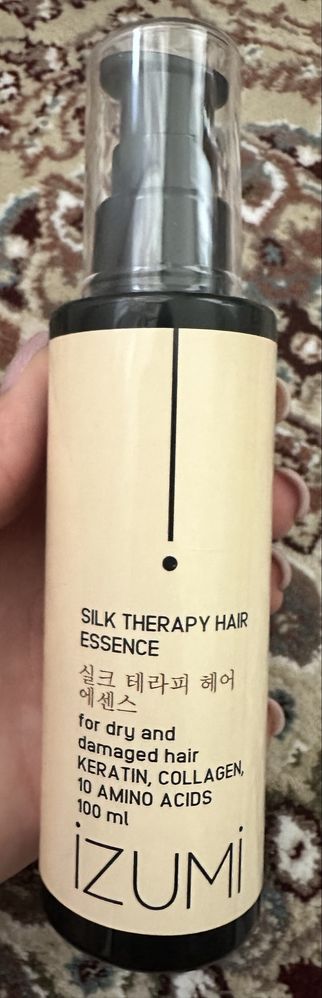 SILK THERAPY HAIR
ESSENCE
실크 테라피 헤어
에센스
for dry and
damaged hair
KERATIN, COLLAGEN,
10 AMINO ACIDS
100 ml
iZUMi